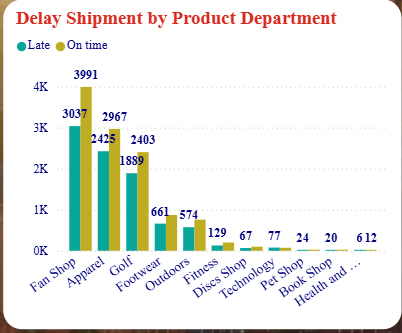 Delay Shipment by Product Department
Late On time
3991
4K
3037
3K
2967
2425
2403
2K
1889
1K
661
574
129
67
77
24
20
6
12
0K
Fan Shop
Apparel
Golf
Footwear
Outdoors
Fitness
Discs Shop
Technology
Pet Shop
Book Shop
Health and ...